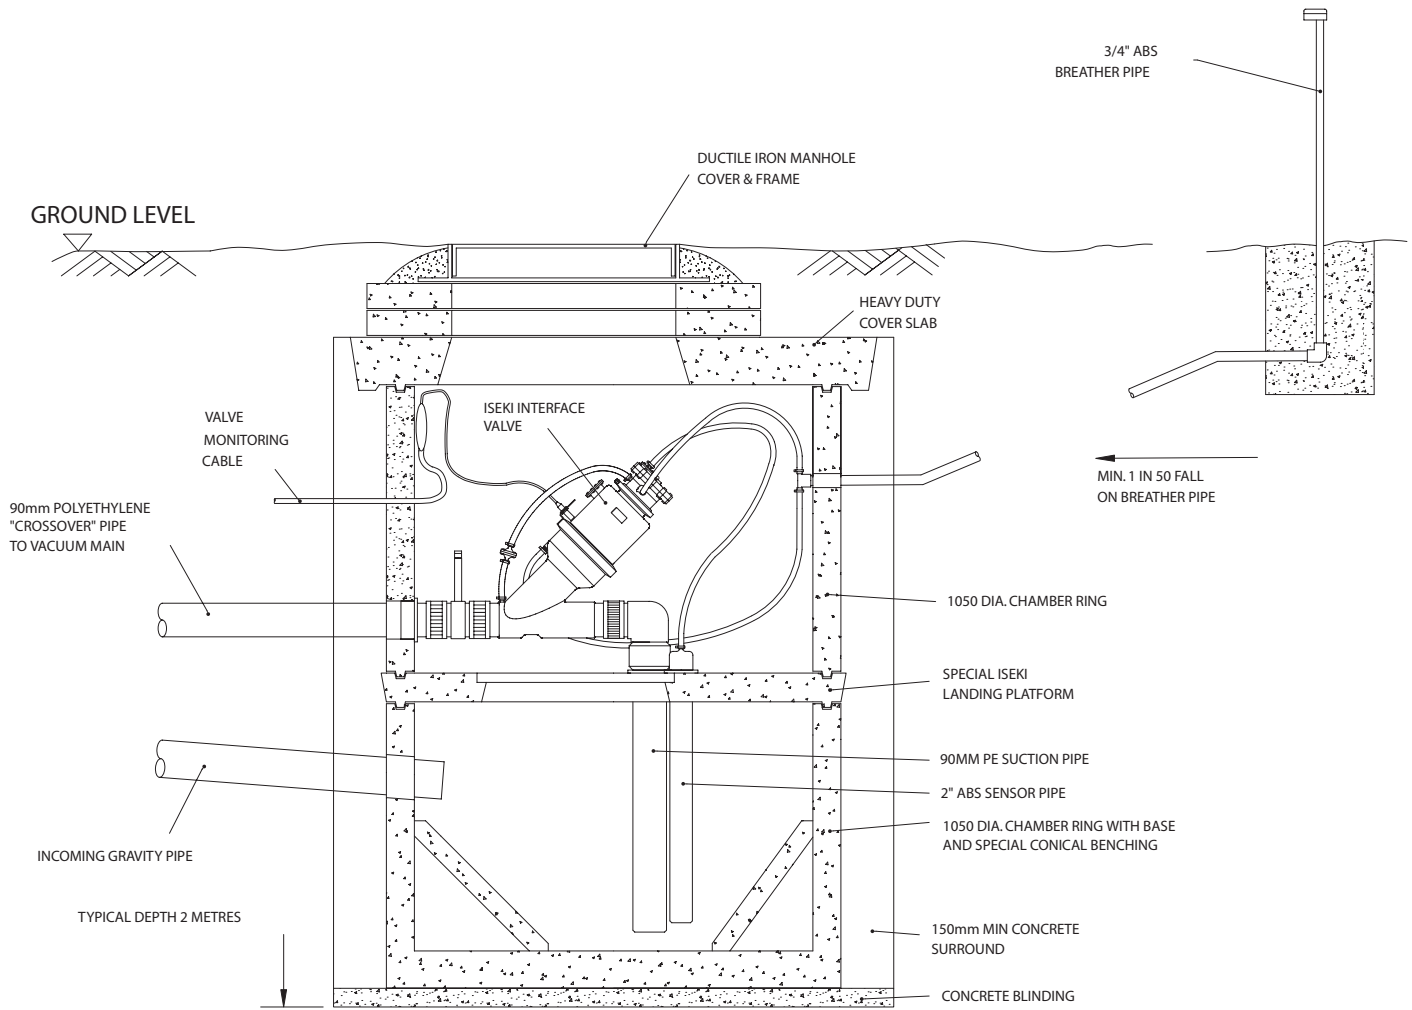 3/4" ABS
BREATHER PIPE
DUCTILE IRON MANHOLE
COVER & FRAME
GROUND LEVEL
HEAVY DUTY
COVER SLAB
ISEKI INTERFACE
VALVE
VALVE
MONITORING
CABLE
MIN. 1 IN 50 FALL
ON BREATHER PIPE
90mm POLYETHYLENE
"CROSSOVER" PIPE
TO VACUUM MAIN
1050 DIA. CHAMBER RING
SPECIAL ISEKI
LANDING PLATFORM
90MM PE SUCTION PIPE
2" ABS SENSOR PIPE
1050 DIA. CHAMBER RING WITH BASE
AND SPECIAL CONICAL BENCHING
INCOMING GRAVITY PIPE
TYPICAL DEPTH 2 METRES
150mm MIN CONCRETE
SURROUND
CONCRETE BLINDING